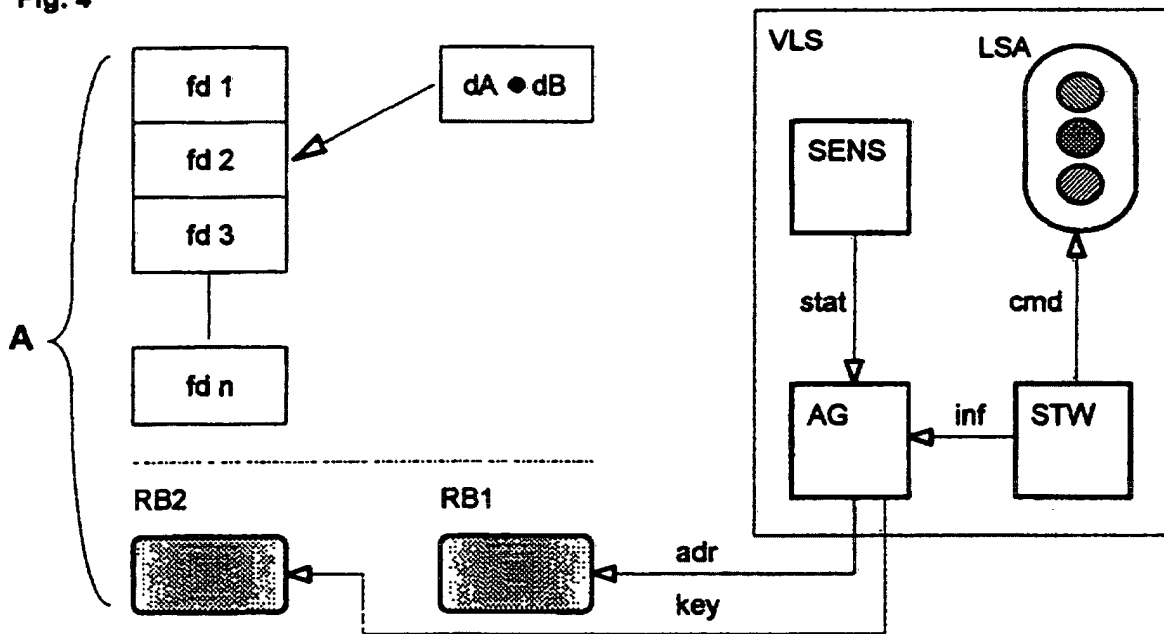 Fig. 4
VLS
LSA
fd 1
dA ● dB
fd 2
SENS
fd 3
stat
cmd
A
fd n
AG
inf
STW
RB2
RB1
adr
key